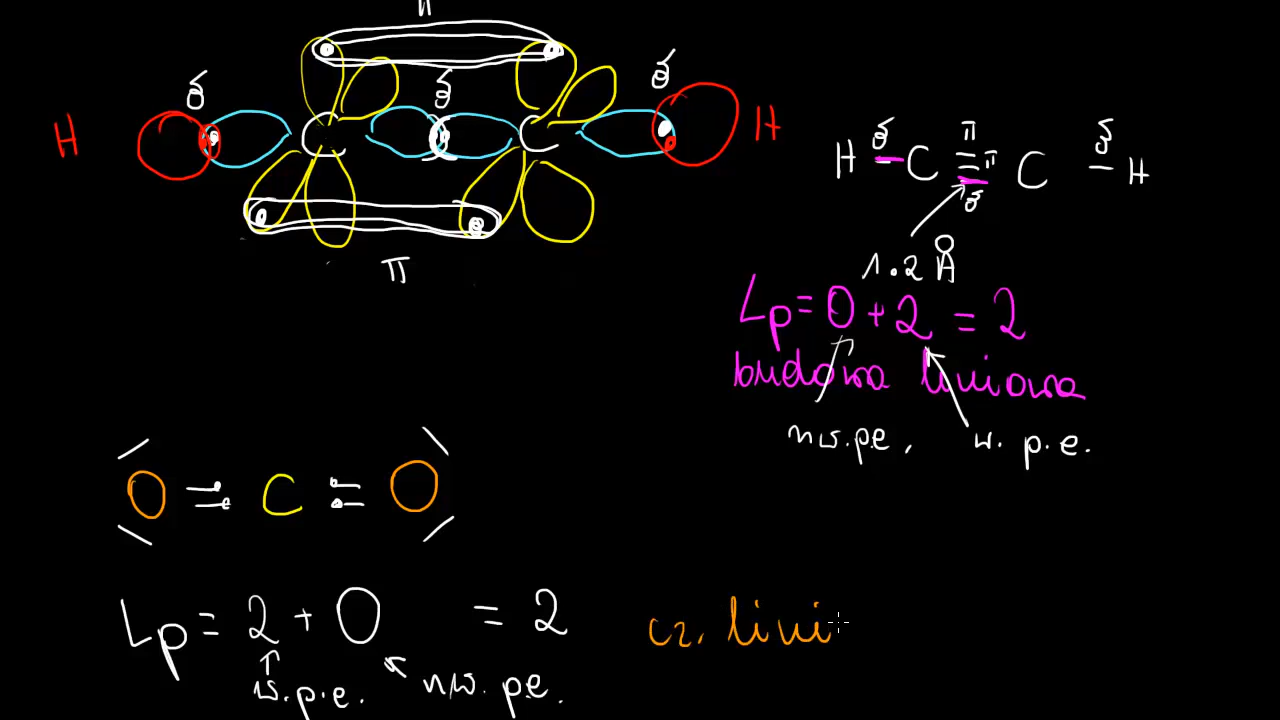 π
δ δ δ
H C C H
π
H δ C π π δ C δ H
1.2 Å
Lp = 0 + 2 = 2
budowa liniowa
nw.p.e. w.p.e.
O = C = O
Lp = 2 + 0 = 2 cz. lini
w.p.e. nw.p.e.